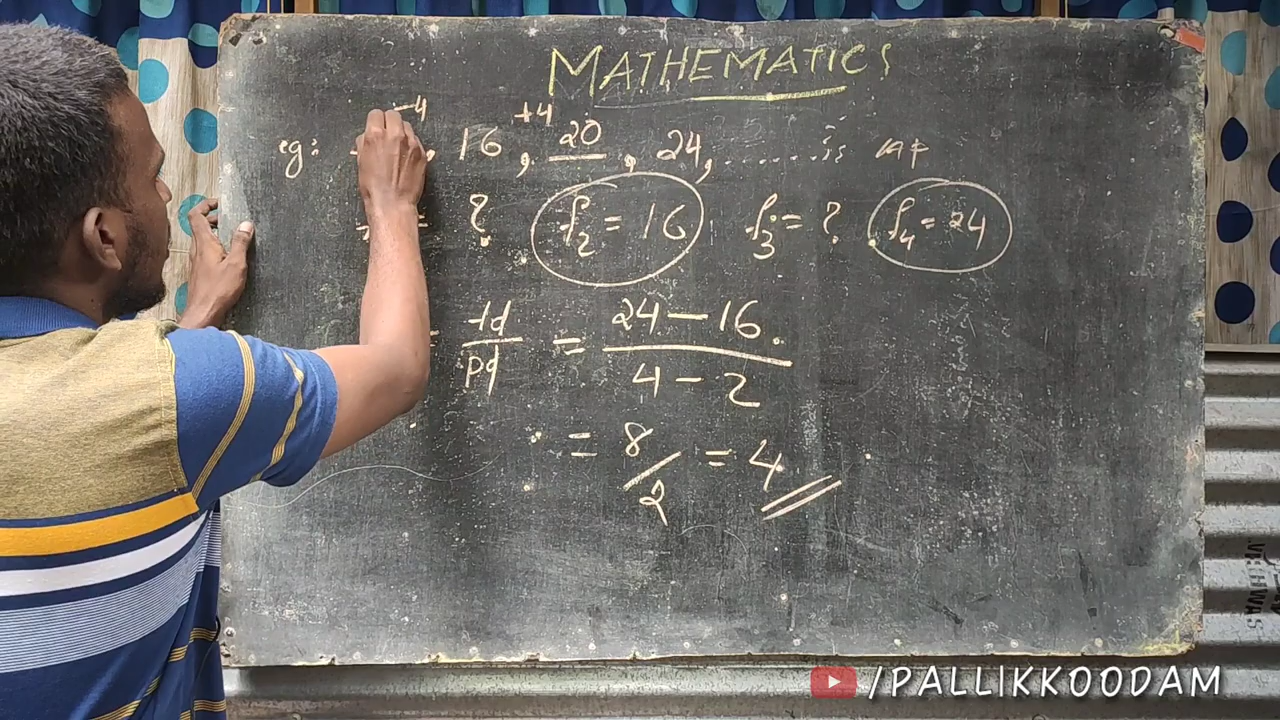 MATHEMATICS
-4 +4
eg: , 16, 20, 24, ...... is AP
= ? f2 = 16 f3 = ? f4 = 24
td/pd = 24 - 16 / 4 - 2
= 8/2 = 4
/PALLIKKOODAM